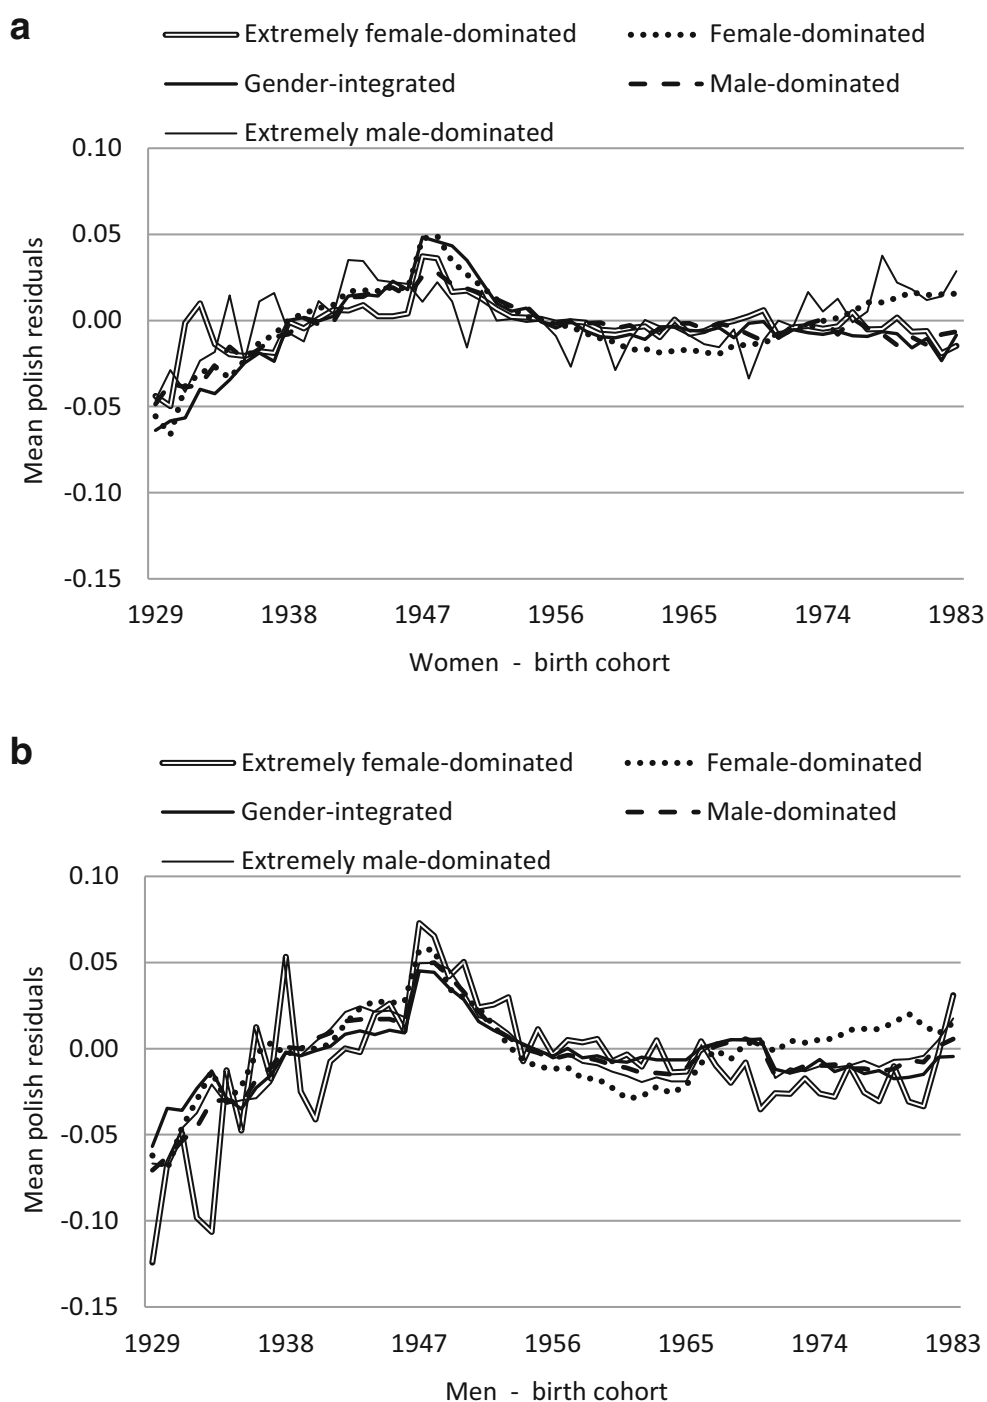 a
Extremely female-dominated Female-dominated
Gender-integrated Male-dominated
Extremely male-dominated
0.10
0.05
0.00
-0.05
-0.10
-0.15
Mean polish residuals
1929 1938 1947 1956 1965 1974 1983
Women - birth cohort
b
Extremely female-dominated Female-dominated
Gender-integrated Male-dominated
Extremely male-dominated
0.10
0.05
0.00
-0.05
-0.10
-0.15
Mean polish residuals
1929 1938 1947 1956 1965 1974 1983
Men - birth cohort